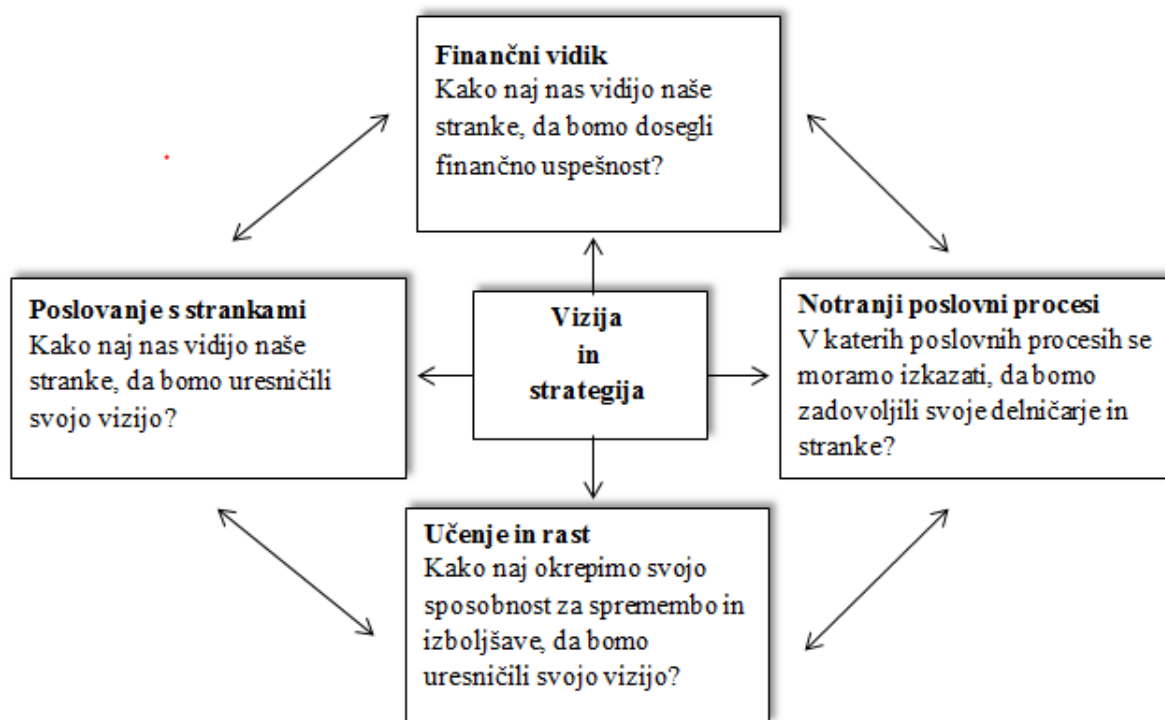 Finančni vidik
Kako naj nas vidijo naše
stranke, da bomo dosegli
finančno uspešnost?
Poslovanje s strankami
Kako naj nas vidijo naše
stranke, da bomo uresničili
svojo vizijo?
Vizija
in
strategija
Notranji poslovni procesi
V katerih poslovnih procesih se
moramo izkazati, da bomo
zadovoljili svoje delničarje in
stranke?
Učenje in rast
Kako naj okrepimo svojo
sposobnost za spremembo in
izboljšave, da bomo
uresničili svojo vizijo?